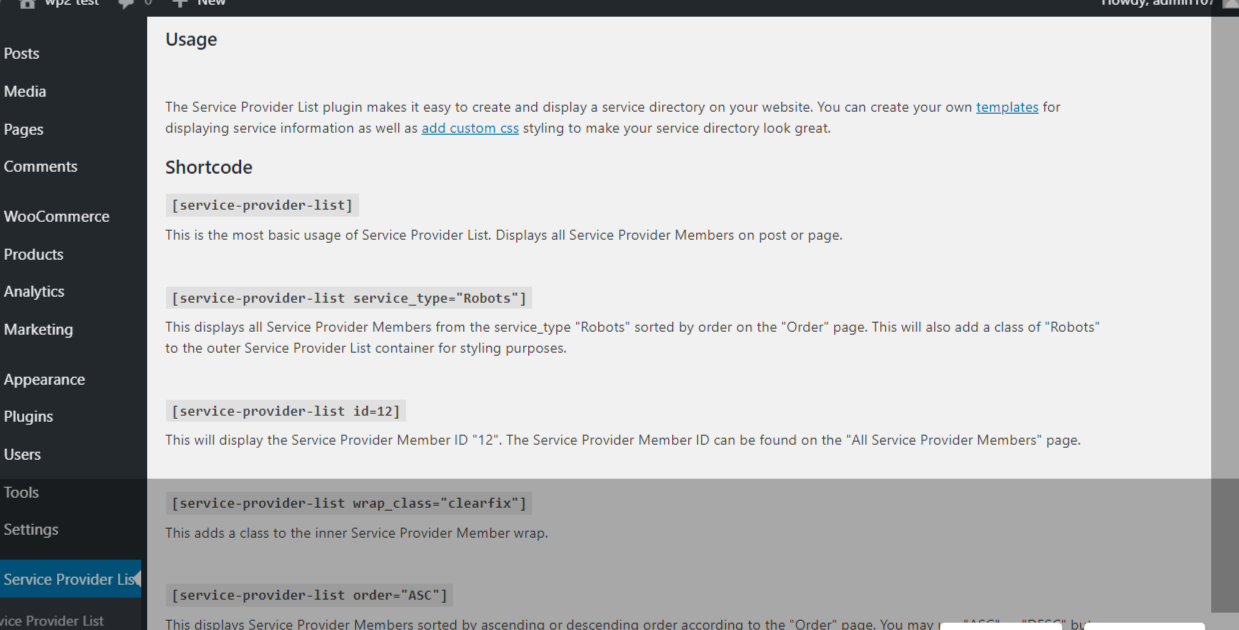 wp2 test 0 New
Howdy, admin107
Posts
Media
Pages
Comments
WooCommerce
Products
Analytics
Marketing
Appearance
Plugins
Users
Tools
Settings
Service Provider Lis
vice Provider List
Usage
The Service Provider List plugin makes it easy to create and display a service directory on your website. You can create your own templates for
displaying service information as well as add custom css styling to make your service directory look great.
Shortcode
[service-provider-list]
This is the most basic usage of Service Provider List. Displays all Service Provider Members on post or page.
[service-provider-list service_type="Robots"]
This displays all Service Provider Members from the service_type "Robots" sorted by order on the "Order" page. This will also add a class of "Robots"
to the outer Service Provider List container for styling purposes.
[service-provider-list id=12]
This will display the Service Provider Member ID "12". The Service Provider Member ID can be found on the "All Service Provider Members" page.
[service-provider-list wrap_class="clearfix"]
This adds a class to the inner Service Provider Member wrap.
[service-provider-list order="ASC"]
This displays Service Provider Members sorted by ascending or descending order according to the "Order" page. You may "ASC" "DESC"